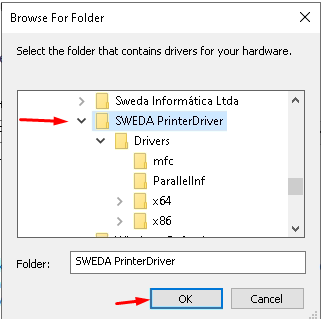 Browse For Folder
Select the folder that contains drivers for your hardware.
Sweda Informática Ltda
SWEDA PrinterDriver
Drivers
mfc
ParallelInf
x64
x86
Folder: SWEDA PrinterDriver
OK Cancel